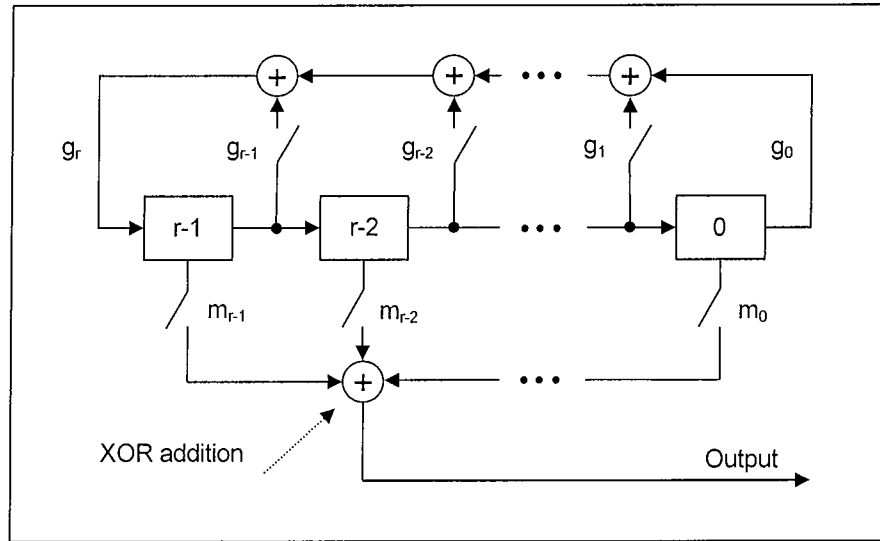 + + • • • +
g_r g_{r-1} g_{r-2} g_1 g_0
r-1 r-2 • • • 0
m_{r-1} m_{r-2} m_0
+ • • •
XOR addition
Output